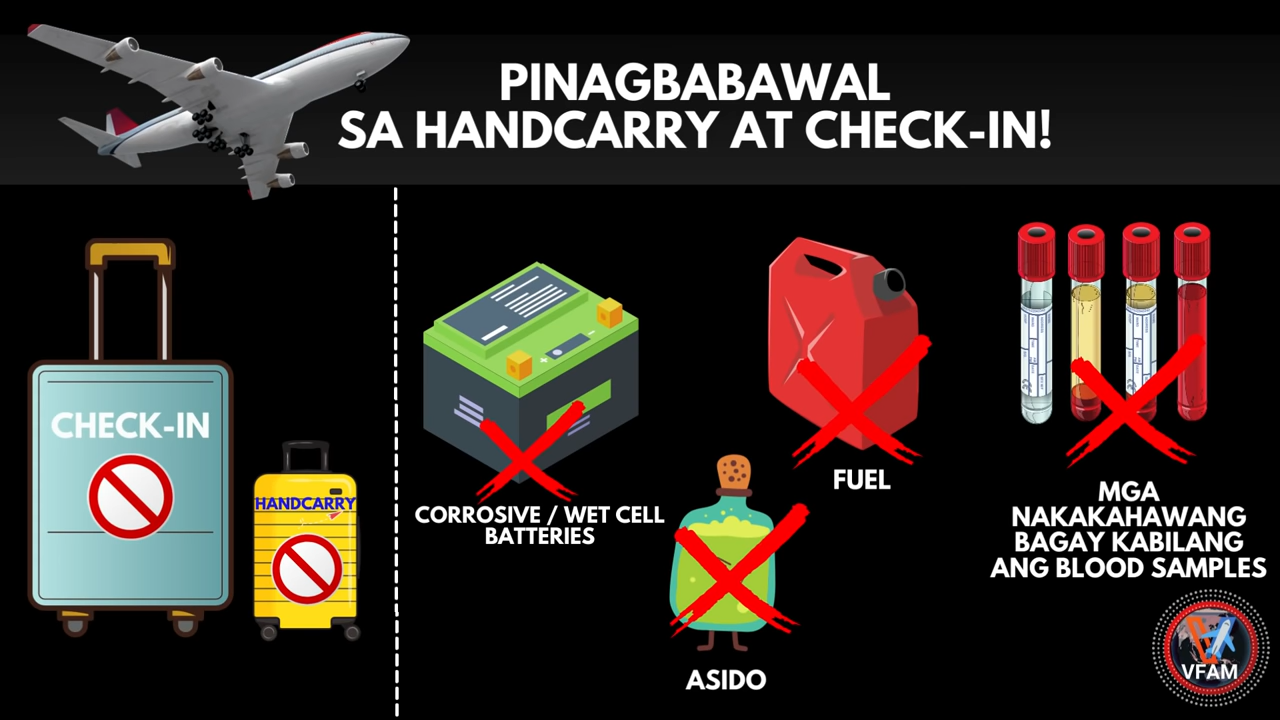 PINAGBABAWAL
SA HANDCARRY AT CHECK-IN!
CHECK-IN
HANDCARRY
CORROSIVE / WET CELL
BATTERIES
FUEL
ASIDO
MGA
NAKAKAHAWANG
BAGAY KABILANG
ANG BLOOD SAMPLES
VFAM